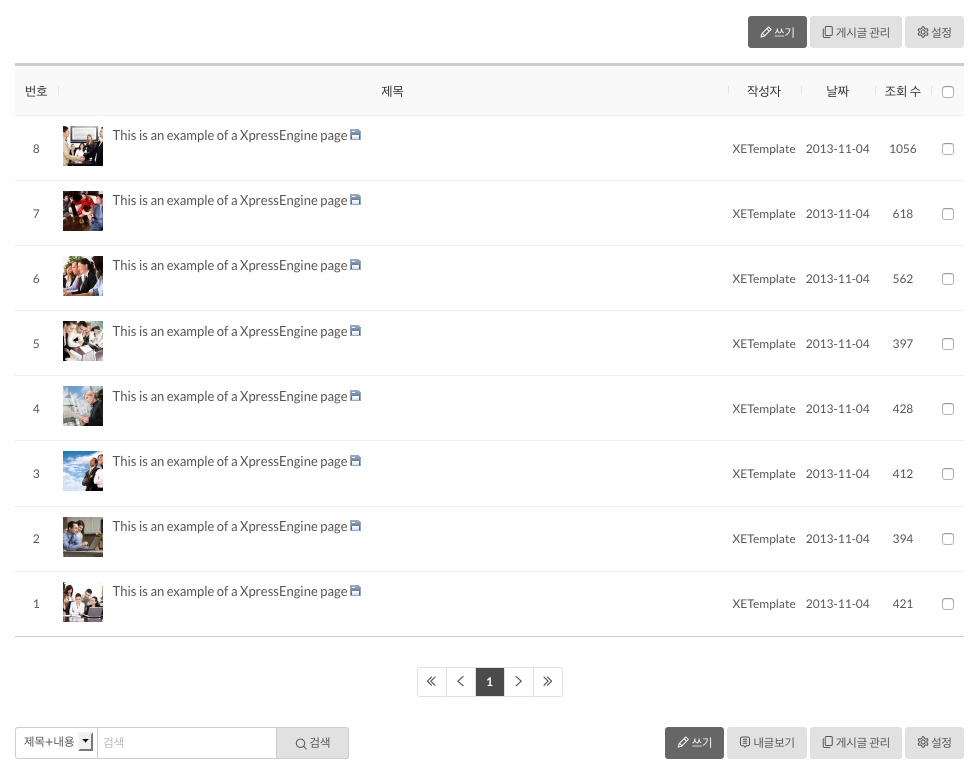 쓰기 게시글 관리 설정
번호 제목 작성자 날짜 조회 수
8 This is an example of a XpressEngine page XETemplate 2013-11-04 1056
7 This is an example of a XpressEngine page XETemplate 2013-11-04 618
6 This is an example of a XpressEngine page XETemplate 2013-11-04 562
5 This is an example of a XpressEngine page XETemplate 2013-11-04 397
4 This is an example of a XpressEngine page XETemplate 2013-11-04 428
3 This is an example of a XpressEngine page XETemplate 2013-11-04 412
2 This is an example of a XpressEngine page XETemplate 2013-11-04 394
1 This is an example of a XpressEngine page XETemplate 2013-11-04 421
« < 1 > »
제목+내용 검색 검색 쓰기 내글보기 게시글 관리 설정